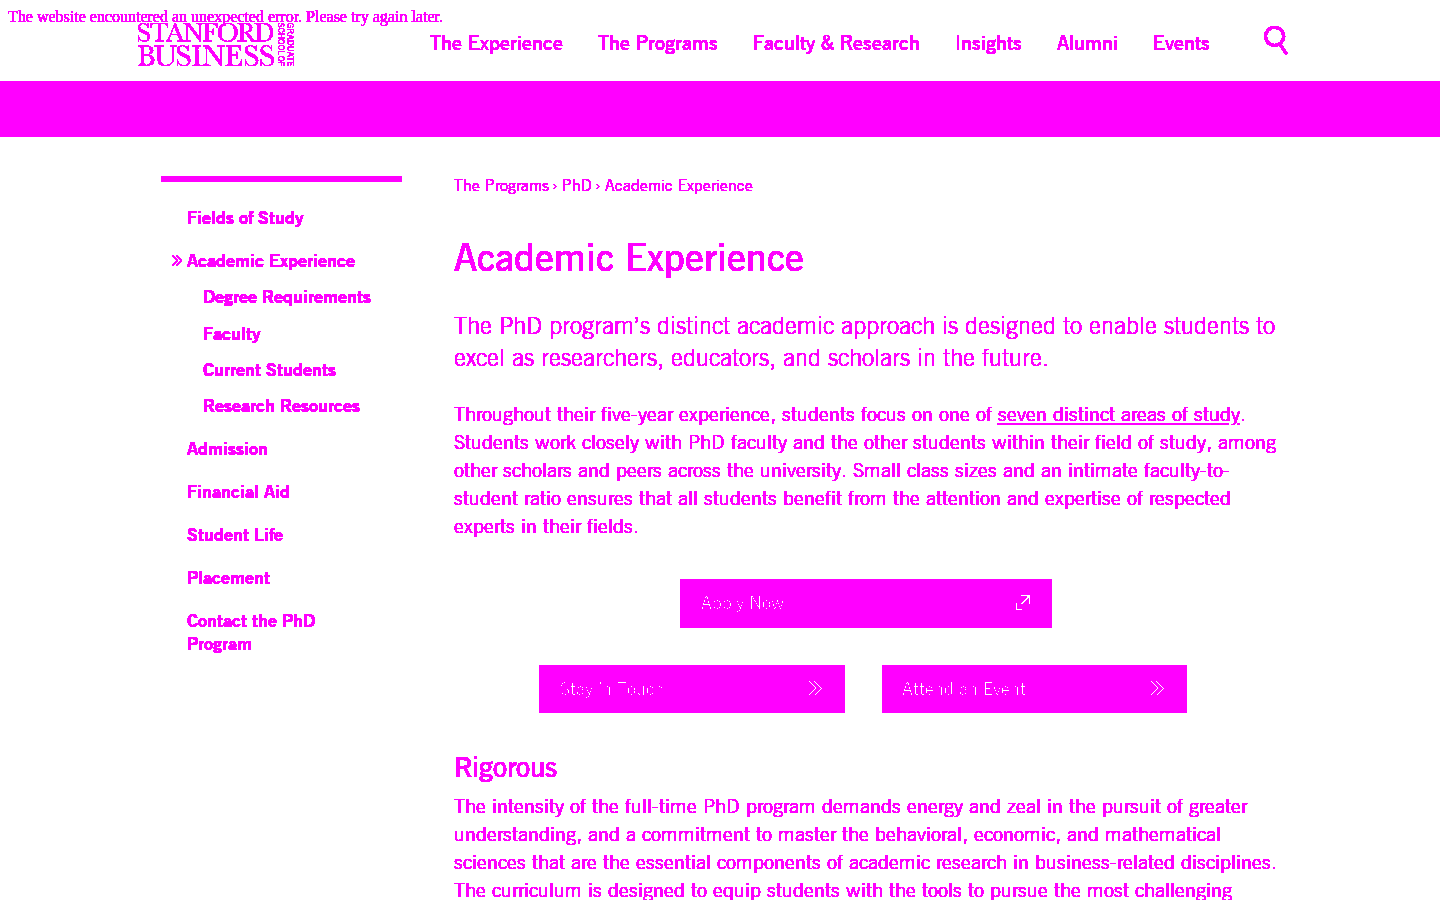 The website encountered an unexpected error. Please try again later.
STANFORD
BUSINESS
GRADUATE
SCHOOL OF
The Experience
The Programs
Faculty & Research
Insights
Alumni
Events
The Programs › PhD › Academic Experience
Fields of Study
» Academic Experience
Degree Requirements
Faculty
Current Students
Research Resources
Admission
Financial Aid
Student Life
Placement
Contact the PhD
Program
Academic Experience
The PhD program’s distinct academic approach is designed to enable students to
excel as researchers, educators, and scholars in the future.
Throughout their five-year experience, students focus on one of seven distinct areas of study.
Students work closely with PhD faculty and the other students within their field of study, among
other scholars and peers across the university. Small class sizes and an intimate faculty-to-
student ratio ensures that all students benefit from the attention and expertise of respected
experts in their fields.
Apply Now
Stay in Touch
Attend an Event
Rigorous
The intensity of the full-time PhD program demands energy and zeal in the pursuit of greater
understanding, and a commitment to master the behavioral, economic, and mathematical
sciences that are the essential components of academic research in business-related disciplines.
The curriculum is designed to equip students with the tools to pursue the most challenging